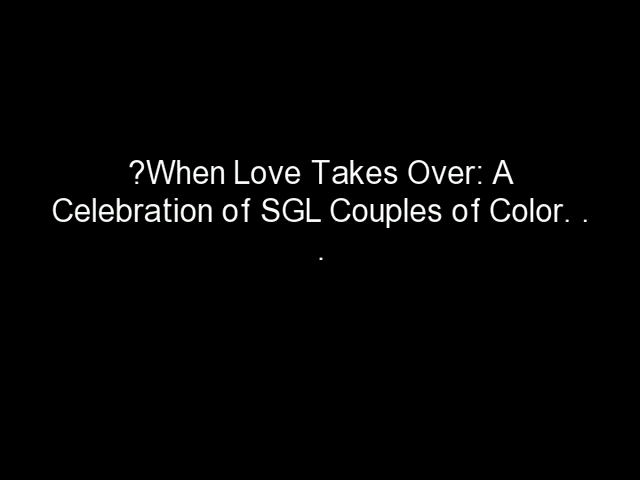 ?When Love Takes Over: A
Celebration of SGL Couples of Color. .
.